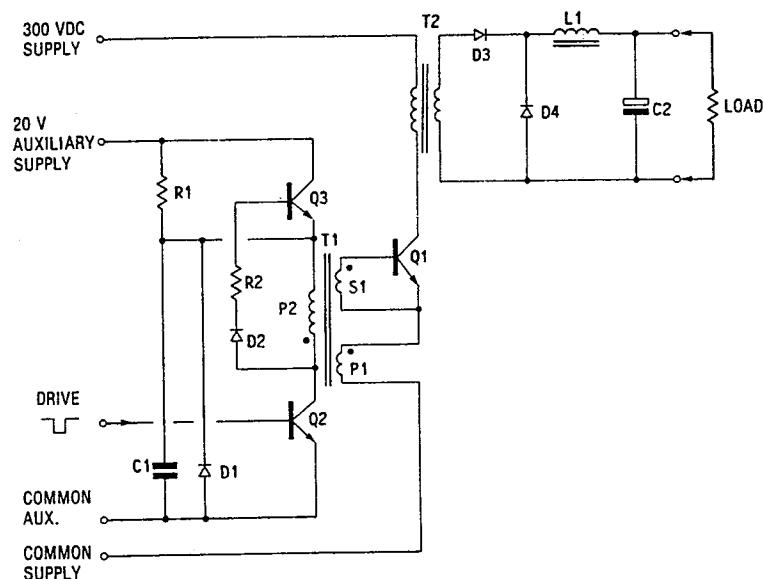 300 VDC
SUPPLY
T2
L1
D3
D4
C2
LOAD
20 V
AUXILIARY
SUPPLY
R1
Q3
T1
Q1
R2
S1
P2
D2
P1
DRIVE
Q2
C1
D1
COMMON
AUX.
COMMON
SUPPLY